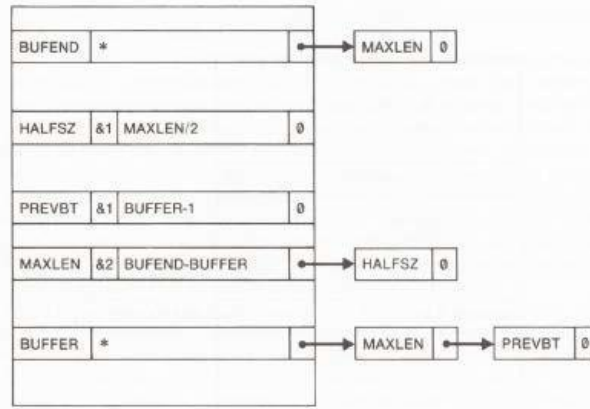 BUFEND * MAXLEN 0
HALFSZ &1 MAXLEN/2 0
PREVBT &1 BUFFER-1 0
MAXLEN &2 BUFEND-BUFFER HALFSZ 0
BUFFER * MAXLEN PREVBT 0